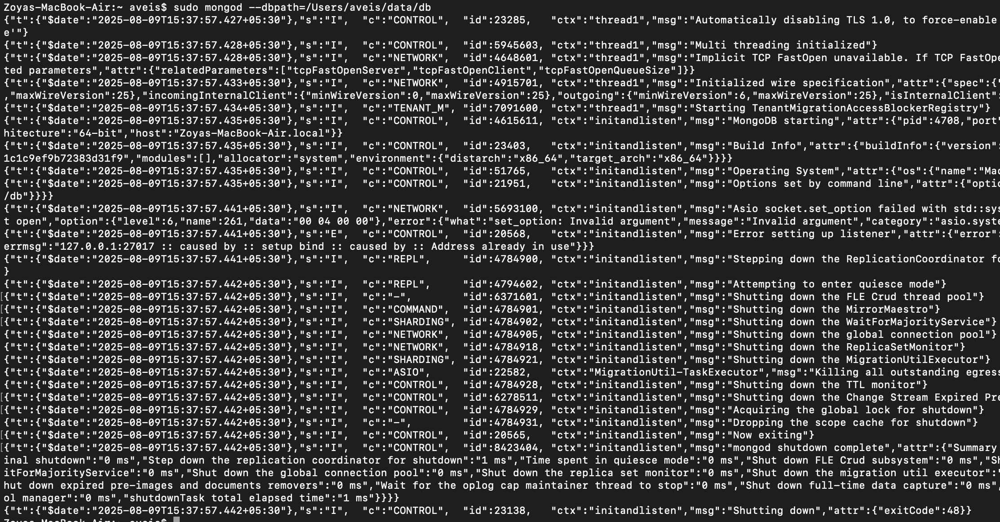 Zoyas-MacBook-Air:~ aveis$ sudo mongod --dbpath=/Users/aveis/data/db
{"t":{"$date":"2025-08-09T15:37:57.427+05:30"},"s":"I",  "c":"CONTROL",  "id":23285,   "ctx":"thread1","msg":"Automatically disabling TLS 1.0, to force-enable
e'"}
{"t":{"$date":"2025-08-09T15:37:57.428+05:30"},"s":"I",  "c":"CONTROL",  "id":5945603, "ctx":"thread1","msg":"Multi threading initialized"}
{"t":{"$date":"2025-08-09T15:37:57.428+05:30"},"s":"I",  "c":"NETWORK",  "id":4648601, "ctx":"thread1","msg":"Implicit TCP FastOpen unavailable. If TCP FastOpe
ted parameters","attr":{"relatedParameters":["tcpFastOpenServer","tcpFastOpenClient","tcpFastOpenQueueSize"]}}
{"t":{"$date":"2025-08-09T15:37:57.433+05:30"},"s":"I",  "c":"NETWORK",  "id":4915701, "ctx":"thread1","msg":"Initialized wire specification","attr":{"spec":{"
,"maxWireVersion":25},"incomingInternalClient":{"minWireVersion":0,"maxWireVersion":25},"outgoing":{"minWireVersion":6,"maxWireVersion":25},"isInternalClient":
{"t":{"$date":"2025-08-09T15:37:57.434+05:30"},"s":"I",  "c":"TENANT_M", "id":7091600, "ctx":"thread1","msg":"Starting TenantMigrationAccessBlockerRegistry"}
{"t":{"$date":"2025-08-09T15:37:57.435+05:30"},"s":"I",  "c":"CONTROL",  "id":4615611, "ctx":"initandlisten","msg":"MongoDB starting","attr":{"pid":4708,"port"
hitecture":"64-bit","host":"Zoyas-MacBook-Air.local"}}
{"t":{"$date":"2025-08-09T15:37:57.435+05:30"},"s":"I",  "c":"CONTROL",  "id":23403,   "ctx":"initandlisten","msg":"Build Info","attr":{"buildInfo":{"version":
1c1c9ef9b72383d31f9","modules":[],"allocator":"system","environment":{"distarch":"x86_64","target_arch":"x86_64"}}}}
{"t":{"$date":"2025-08-09T15:37:57.435+05:30"},"s":"I",  "c":"CONTROL",  "id":51765,   "ctx":"initandlisten","msg":"Operating System","attr":{"os":{"name":"Mac
{"t":{"$date":"2025-08-09T15:37:57.435+05:30"},"s":"I",  "c":"CONTROL",  "id":21951,   "ctx":"initandlisten","msg":"Options set by command line","attr":{"optio
/db"}}}}
{"t":{"$date":"2025-08-09T15:37:57.441+05:30"},"s":"I",  "c":"NETWORK",  "id":5693100, "ctx":"initandlisten","msg":"Asio socket.set_option failed with std::sys
t open","option":{"level":6,"name":261,"data":"00 04 00 00"},"error":{"what":"set_option: Invalid argument","message":"Invalid argument","category":"asio.syste
{"t":{"$date":"2025-08-09T15:37:57.441+05:30"},"s":"E",  "c":"CONTROL",  "id":20568,   "ctx":"initandlisten","msg":"Error setting up listener","attr":{"error":
errmsg":"127.0.0.1:27017 :: caused by :: setup bind :: caused by :: Address already in use"}}}
{"t":{"$date":"2025-08-09T15:37:57.441+05:30"},"s":"I",  "c":"REPL",     "id":4784900, "ctx":"initandlisten","msg":"Stepping down the ReplicationCoordinator fo
}
{"t":{"$date":"2025-08-09T15:37:57.442+05:30"},"s":"I",  "c":"REPL",     "id":4794602, "ctx":"initandlisten","msg":"Attempting to enter quiesce mode"}
[{"t":{"$date":"2025-08-09T15:37:57.442+05:30"},"s":"I",  "c":"-",        "id":6371601, "ctx":"initandlisten","msg":"Shutting down the FLE Crud thread pool"}
[{"t":{"$date":"2025-08-09T15:37:57.442+05:30"},"s":"I",  "c":"COMMAND",  "id":4784901, "ctx":"initandlisten","msg":"Shutting down the MirrorMaestro"}
[{"t":{"$date":"2025-08-09T15:37:57.442+05:30"},"s":"I",  "c":"SHARDING", "id":4784902, "ctx":"initandlisten","msg":"Shutting down the WaitForMajorityService"}
{"t":{"$date":"2025-08-09T15:37:57.442+05:30"},"s":"I",  "c":"NETWORK",  "id":4784905, "ctx":"initandlisten","msg":"Shutting down the global connection pool"}
{"t":{"$date":"2025-08-09T15:37:57.442+05:30"},"s":"I",  "c":"NETWORK",  "id":4784918, "ctx":"initandlisten","msg":"Shutting down the ReplicaSetMonitor"}
{"t":{"$date":"2025-08-09T15:37:57.442+05:30"},"s":"I",  "c":"SHARDING", "id":4784921, "ctx":"initandlisten","msg":"Shutting down the MigrationUtilExecutor"}
{"t":{"$date":"2025-08-09T15:37:57.442+05:30"},"s":"I",  "c":"ASIO",     "id":22582,   "ctx":"MigrationUtil-TaskExecutor","msg":"Killing all outstanding egress
{"t":{"$date":"2025-08-09T15:37:57.442+05:30"},"s":"I",  "c":"CONTROL",  "id":4784928, "ctx":"initandlisten","msg":"Shutting down the TTL monitor"}
[{"t":{"$date":"2025-08-09T15:37:57.442+05:30"},"s":"I",  "c":"CONTROL",  "id":6278511, "ctx":"initandlisten","msg":"Shutting down the Change Stream Expired Pre
[{"t":{"$date":"2025-08-09T15:37:57.442+05:30"},"s":"I",  "c":"CONTROL",  "id":4784929, "ctx":"initandlisten","msg":"Acquiring the global lock for shutdown"}
{"t":{"$date":"2025-08-09T15:37:57.442+05:30"},"s":"I",  "c":"-",        "id":4784931, "ctx":"initandlisten","msg":"Dropping the scope cache for shutdown"}
[{"t":{"$date":"2025-08-09T15:37:57.442+05:30"},"s":"I",  "c":"CONTROL",  "id":20565,   "ctx":"initandlisten","msg":"Now exiting"}
[{"t":{"$date":"2025-08-09T15:37:57.442+05:30"},"s":"I",  "c":"CONTROL",  "id":8423404, "ctx":"initandlisten","msg":"mongod shutdown complete","attr":{"Summary
inal shutdown":"0 ms","Step down the replication coordinator for shutdown":"1 ms","Time spent in quiesce mode":"0 ms","Shut down FLE Crud subsystem":"0 ms","Sh
itForMajorityService":"0 ms","Shut down the global connection pool":"0 ms","Shut down the replica set monitor":"0 ms","Shut down the migration util executor":"
hut down expired pre-images and documents removers":"0 ms","Wait for the oplog cap maintainer thread to stop":"0 ms","Shut down full-time data capture":"0 ms",
ol manager":"0 ms","shutdownTask total elapsed time":"1 ms"}}}}
{"t":{"$date":"2025-08-09T15:37:57.442+05:30"},"s":"I",  "c":"CONTROL",  "id":23138,   "ctx":"initandlisten","msg":"Shutting down","attr":{"exitCode":48}}
Zoyas-MacBook-Air:~ aveis$